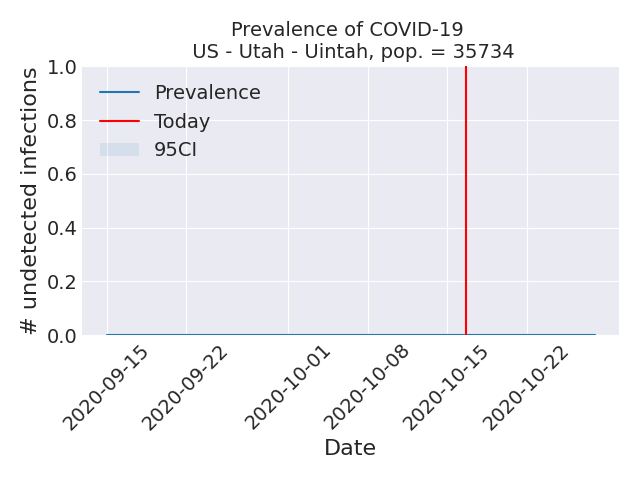 Prevalence of COVID-19
US - Utah - Uintah, pop. = 35734
# undetected infections
1.0
0.8
0.6
0.4
0.2
0.0
Prevalence
Today
95CI
2020-09-15
2020-09-22
2020-10-01
2020-10-08
2020-10-15
2020-10-22
Date